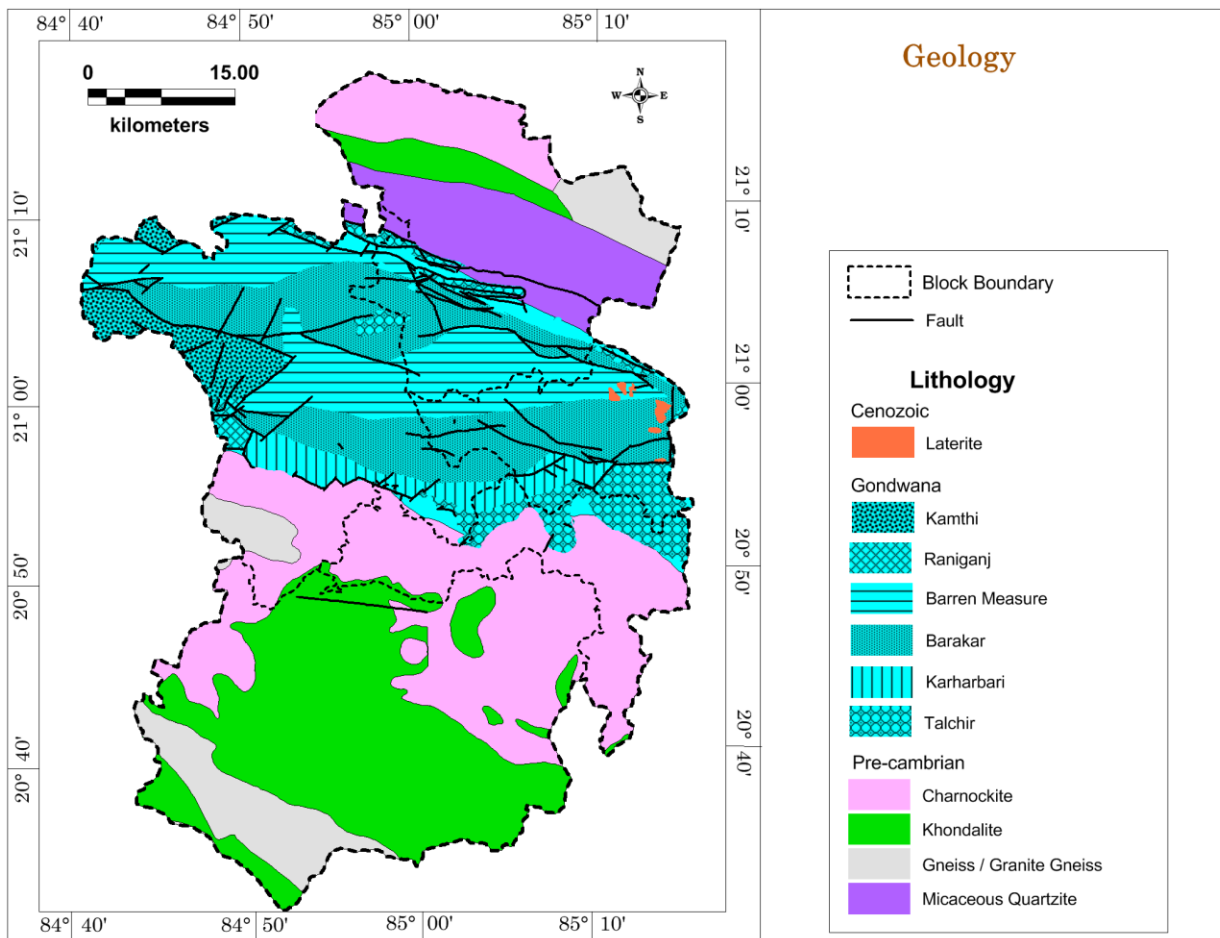 84° 40'
84° 50'
85° 00'
85° 10'
Geology
0 15.00
kilometers
N
W E
S
21° 10'
21° 00'
20° 50'
20° 40'
21° 10'
21° 00'
20° 50'
20° 40'
84° 40'
84° 50'
85° 00'
85° 10'
Block Boundary
Fault
Lithology
Cenozoic
Laterite
Gondwana
Kamthi
Raniganj
Barren Measure
Barakar
Karharbari
Talchir
Pre-cambrian
Charnockite
Khondalite
Gneiss / Granite Gneiss
Micaceous Quartzite